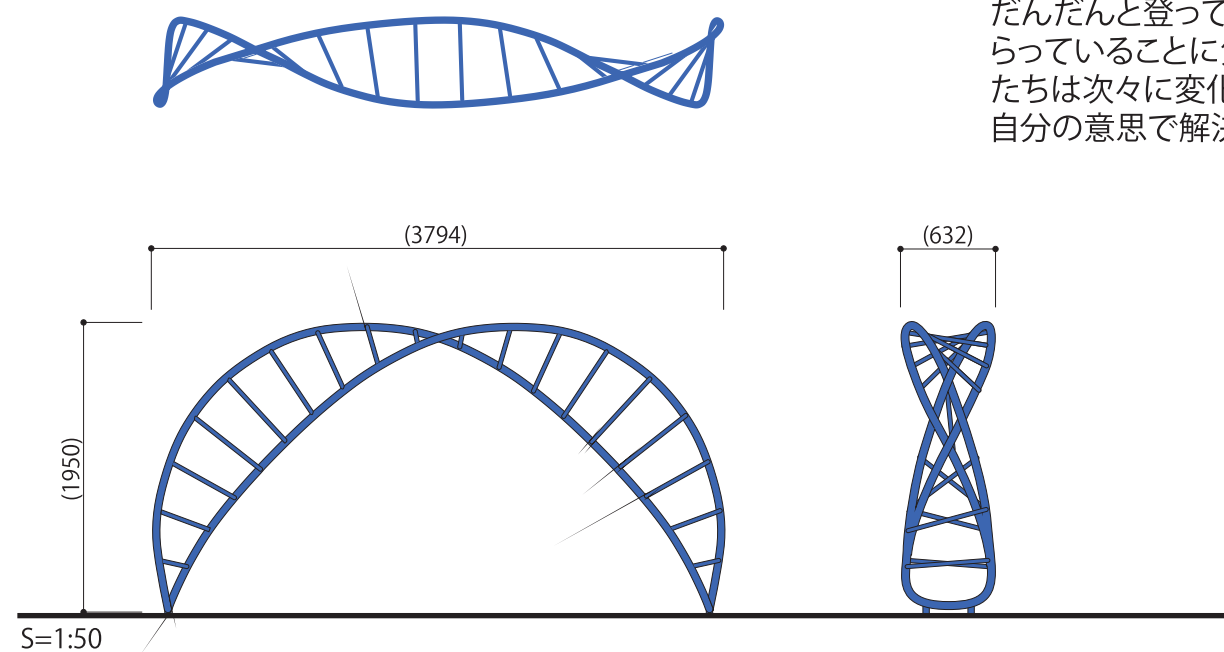 だんだんと登って
らっていることに
たちは次々に変化
自分の意思で解決
(3794)
(632)
(1950)
S=1:50